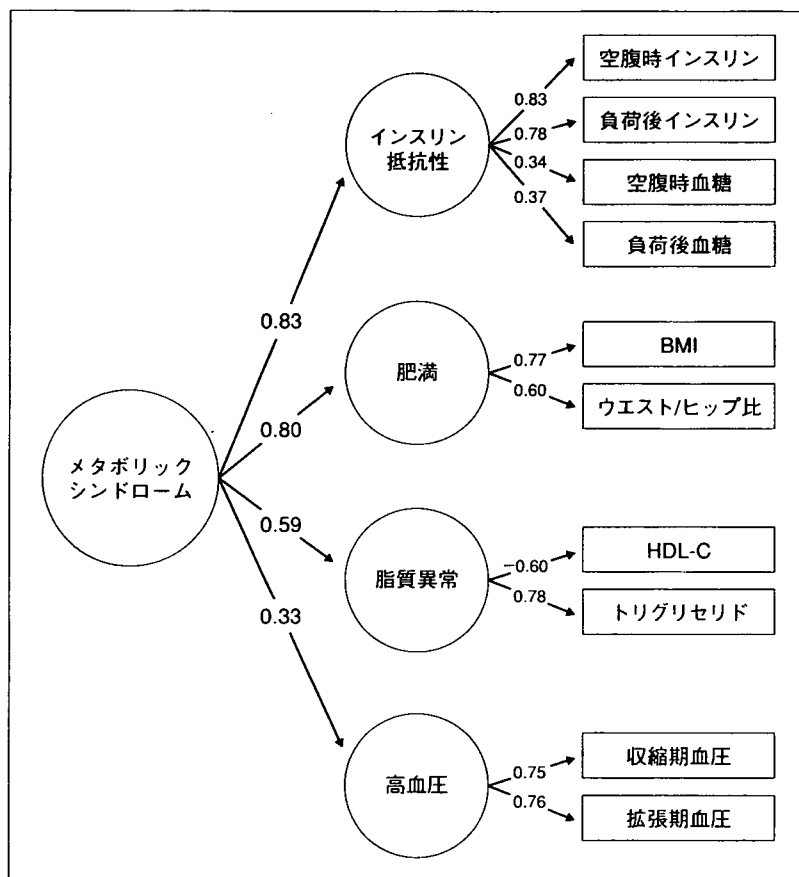 空腹時インスリン
0.83
負荷後インスリン
0.78
インスリン
抵抗性
0.34
空腹時血糖
0.37
負荷後血糖
0.83
BMI
0.77
肥満
0.60
ウエスト/ヒップ比
0.80
メタボリック
シンドローム
0.59
HDL-C
-0.60
脂質異常
0.78
トリグリセリド
0.33
収縮期血圧
0.75
高血圧
0.76
拡張期血圧